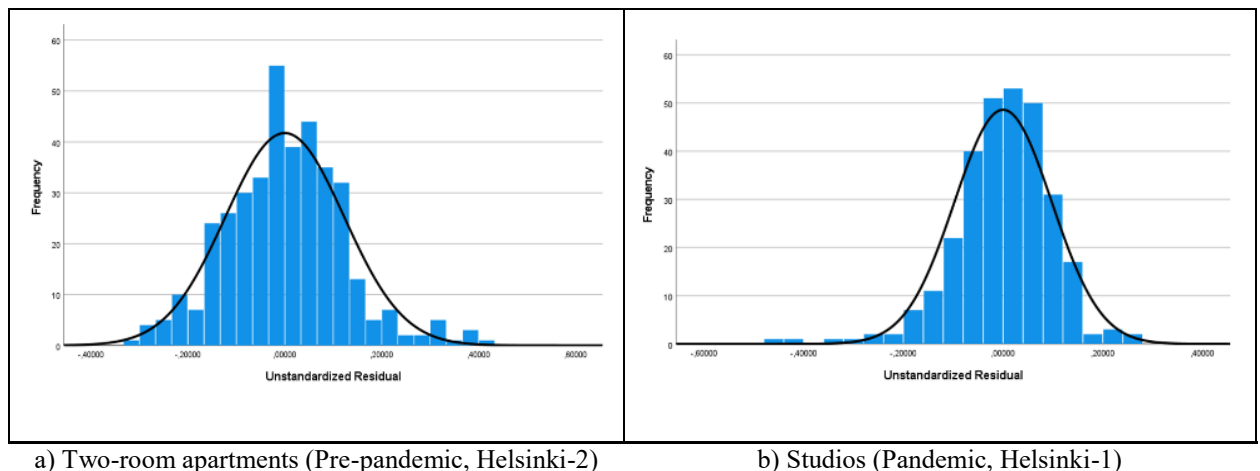 60
50
40
30
20
10
0
Frequency
-,40000 -,20000 ,00000 ,20000 ,40000 ,60000
Unstandardized Residual
60
50
40
30
20
10
0
Frequency
-,60000 -,40000 -,20000 ,00000 ,20000 ,40000
Unstandardized Residual
a) Two-room apartments (Pre-pandemic, Helsinki-2)
b) Studios (Pandemic, Helsinki-1)